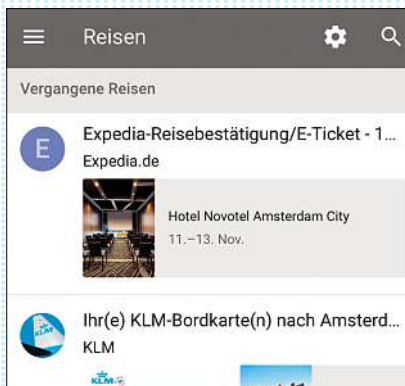 Reisen
Vergangene Reisen
E
Expedia-Reisebestätigung/E-Ticket - 1...
Expedia.de
Hotel Novotel Amsterdam City
11.–13. Nov.
KLM
Ihr(e) KLM-Bordkarte(n) nach Amsterd...
KLM
KLM